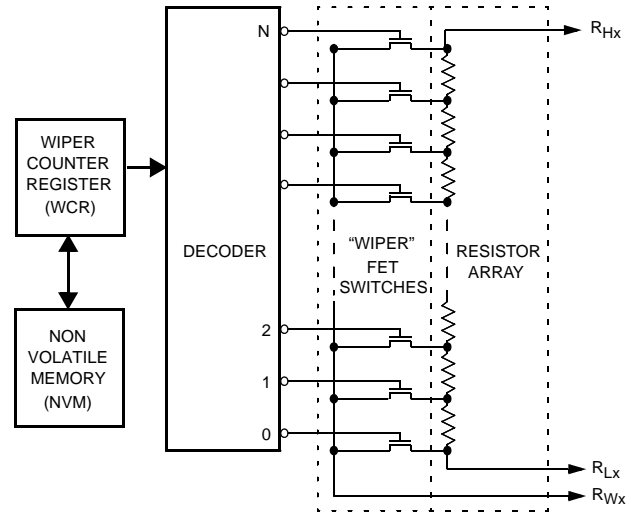 N
R_Hx
WIPER
COUNTER
REGISTER
(WCR)
DECODER
“WIPER”
FET
SWITCHES
RESISTOR
ARRAY
NON
VOLATILE
MEMORY
(NVM)
2
1
0
R_Lx
R_Wx